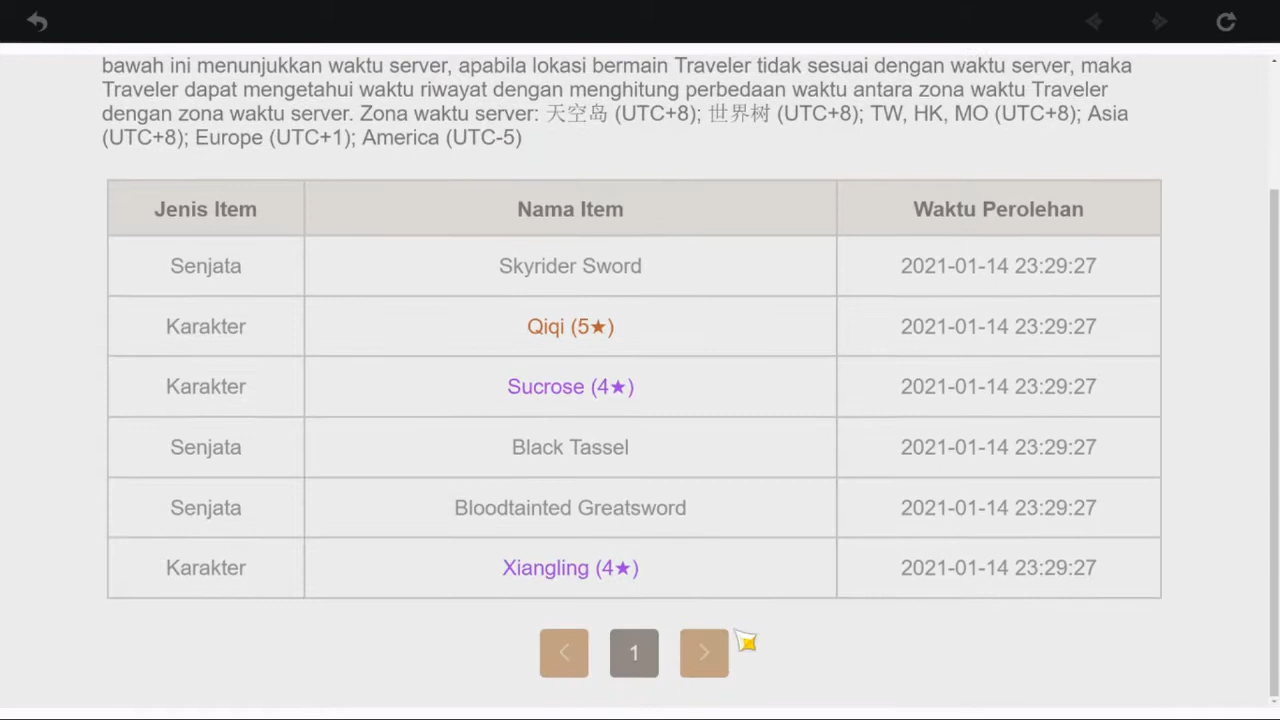 bawah ini menunjukkan waktu server, apabila lokasi bermain Traveler tidak sesuai dengan waktu server, maka
Traveler dapat mengetahui waktu riwayat dengan menghitung perbedaan waktu antara zona waktu Traveler
dengan zona waktu server. Zona waktu server: 天空岛 (UTC+8); 世界树 (UTC+8); TW, HK, MO (UTC+8); Asia
(UTC+8); Europe (UTC+1); America (UTC-5)
Jenis Item Nama Item Waktu Perolehan
Senjata Skyrider Sword 2021-01-14 23:29:27
Karakter Qiqi (5★) 2021-01-14 23:29:27
Karakter Sucrose (4★) 2021-01-14 23:29:27
Senjata Black Tassel 2021-01-14 23:29:27
Senjata Bloodtainted Greatsword 2021-01-14 23:29:27
Karakter Xiangling (4★) 2021-01-14 23:29:27
1